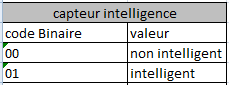 capteur intelligence
code Binaire valeur
00 non intelligent
01 intelligent